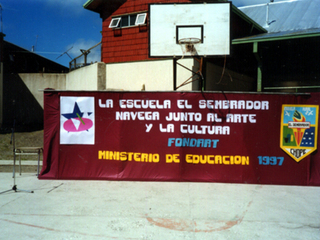 LA ESCUELA EL SEMBRADOR
NAVEGA JUNTO AL ARTE
Y LA CULTURA
FONDART
MINISTERIO DE EDUCACION 1997